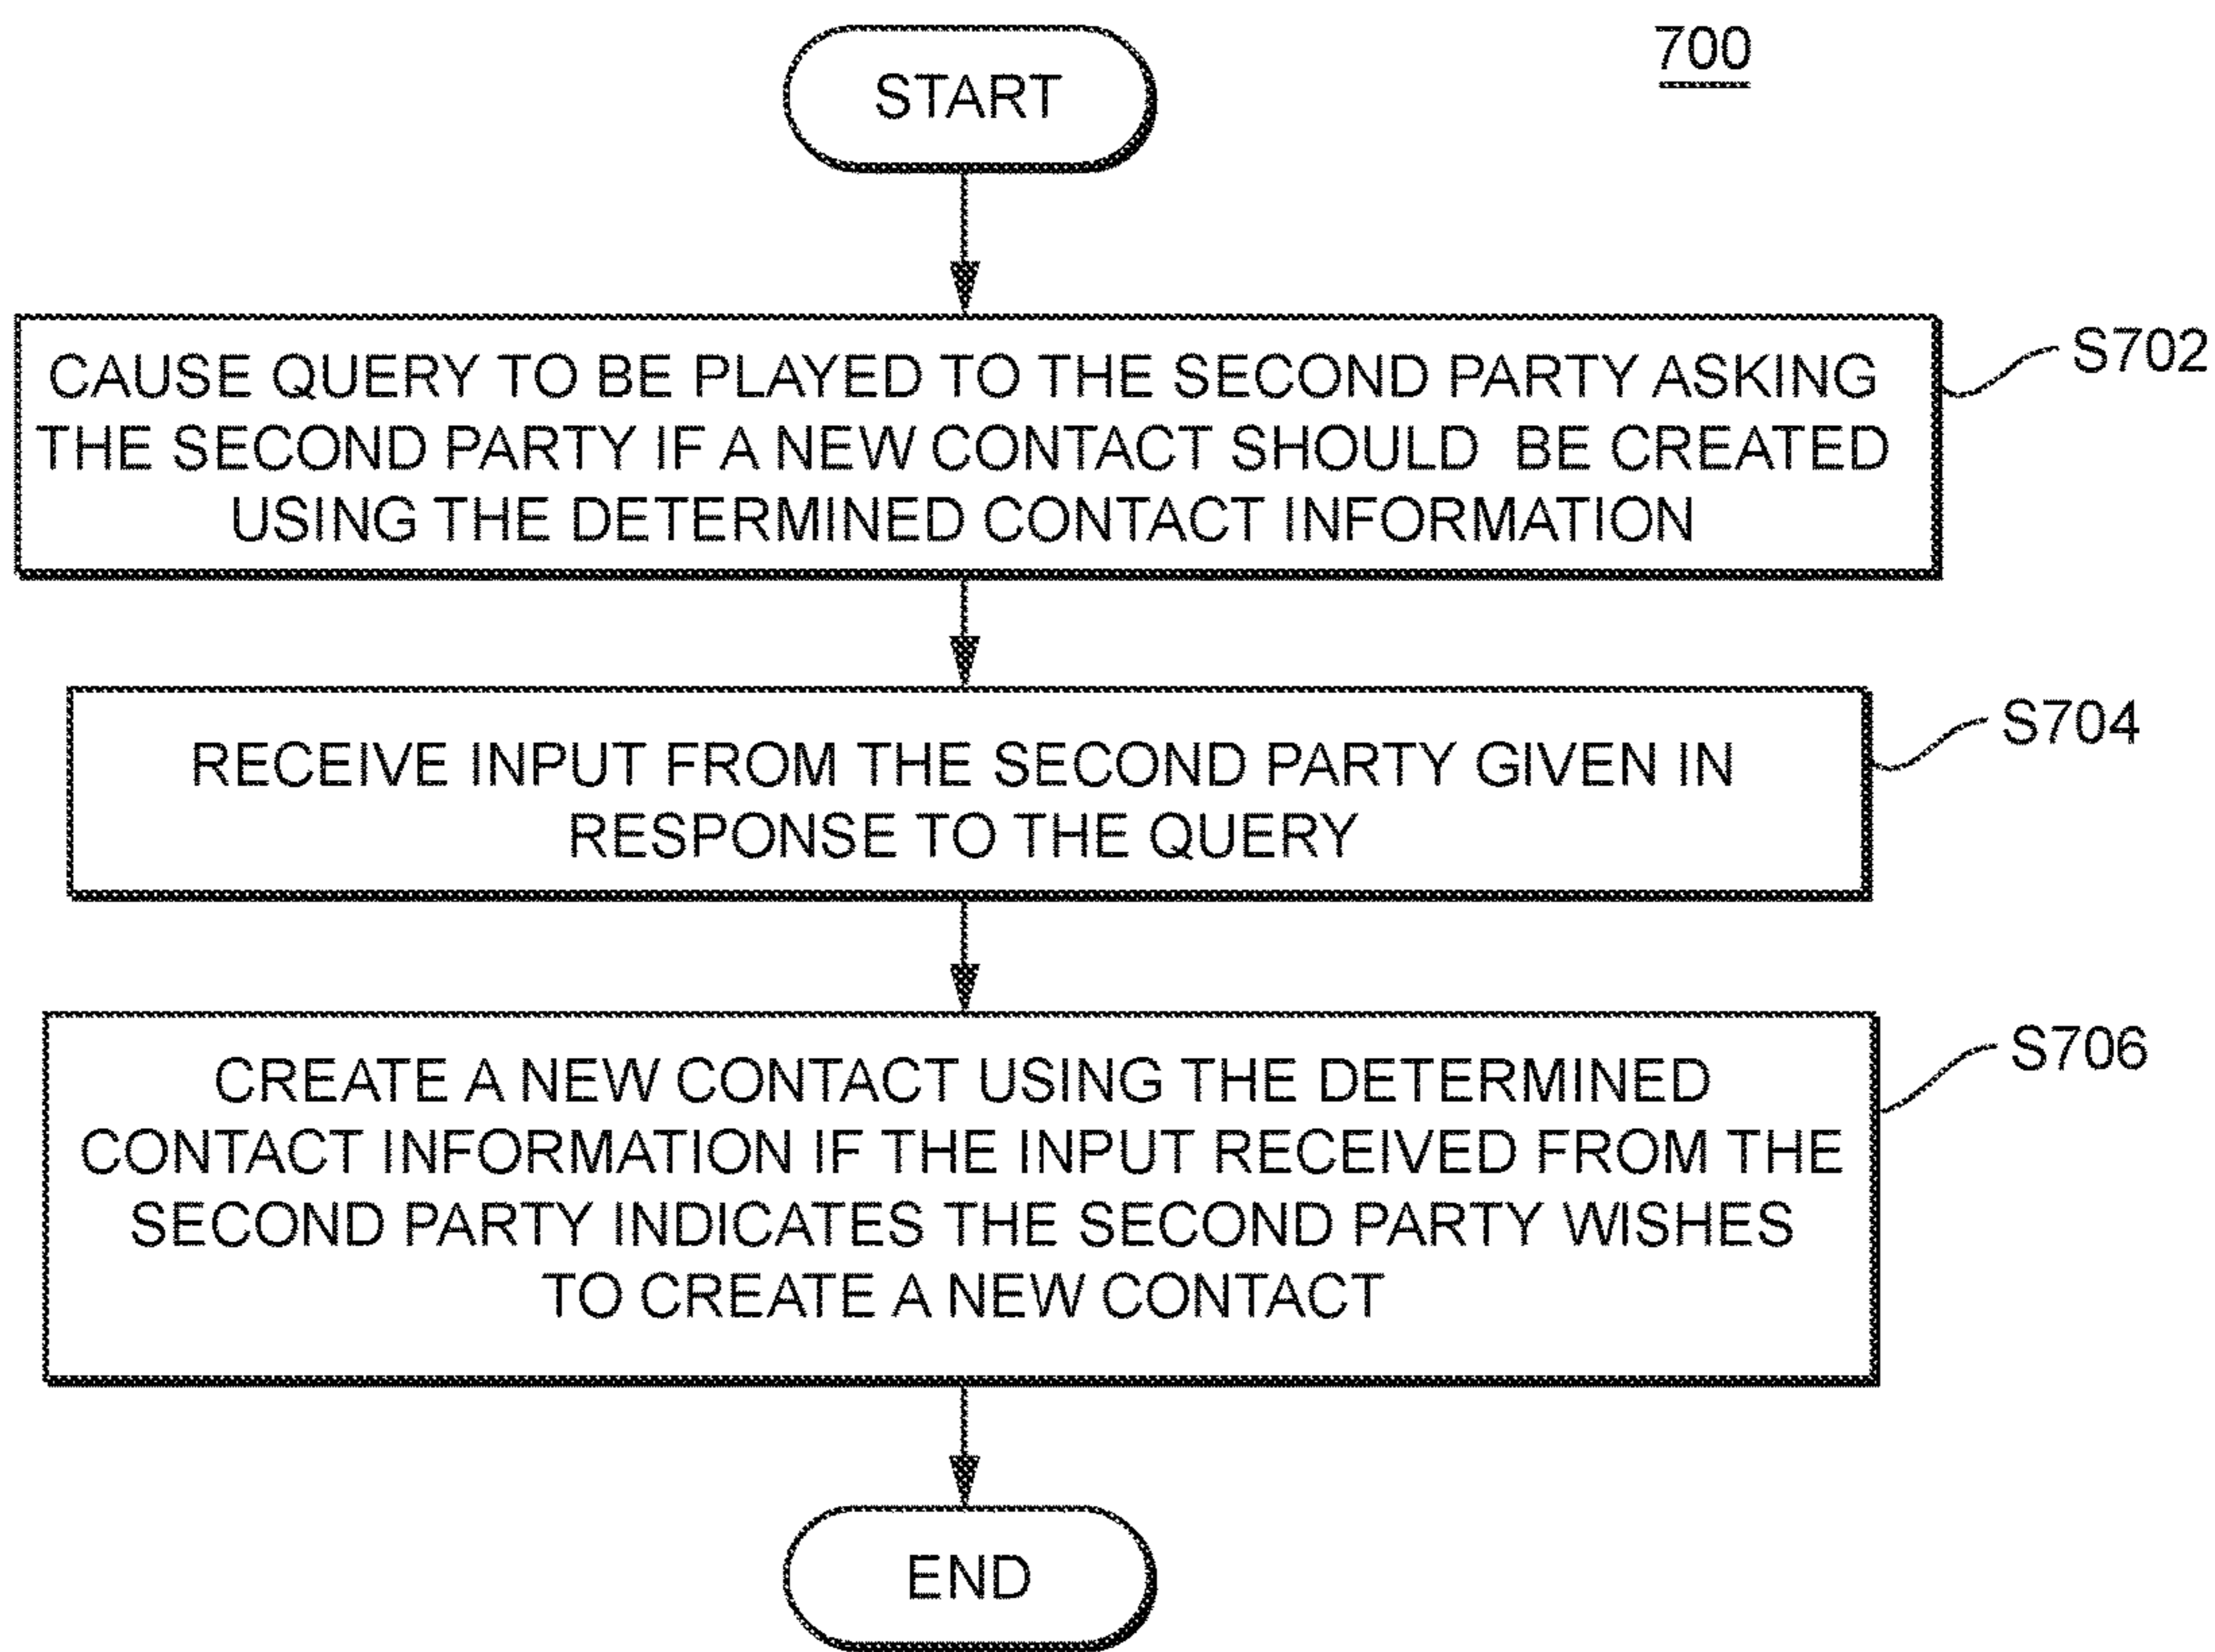 700
START
CAUSE QUERY TO BE PLAYED TO THE SECOND PARTY ASKING
THE SECOND PARTY IF A NEW CONTACT SHOULD BE CREATED
USING THE DETERMINED CONTACT INFORMATION
S702
RECEIVE INPUT FROM THE SECOND PARTY GIVEN IN
RESPONSE TO THE QUERY
S704
CREATE A NEW CONTACT USING THE DETERMINED
CONTACT INFORMATION IF THE INPUT RECEIVED FROM THE
SECOND PARTY INDICATES THE SECOND PARTY WISHES
TO CREATE A NEW CONTACT
S706
END